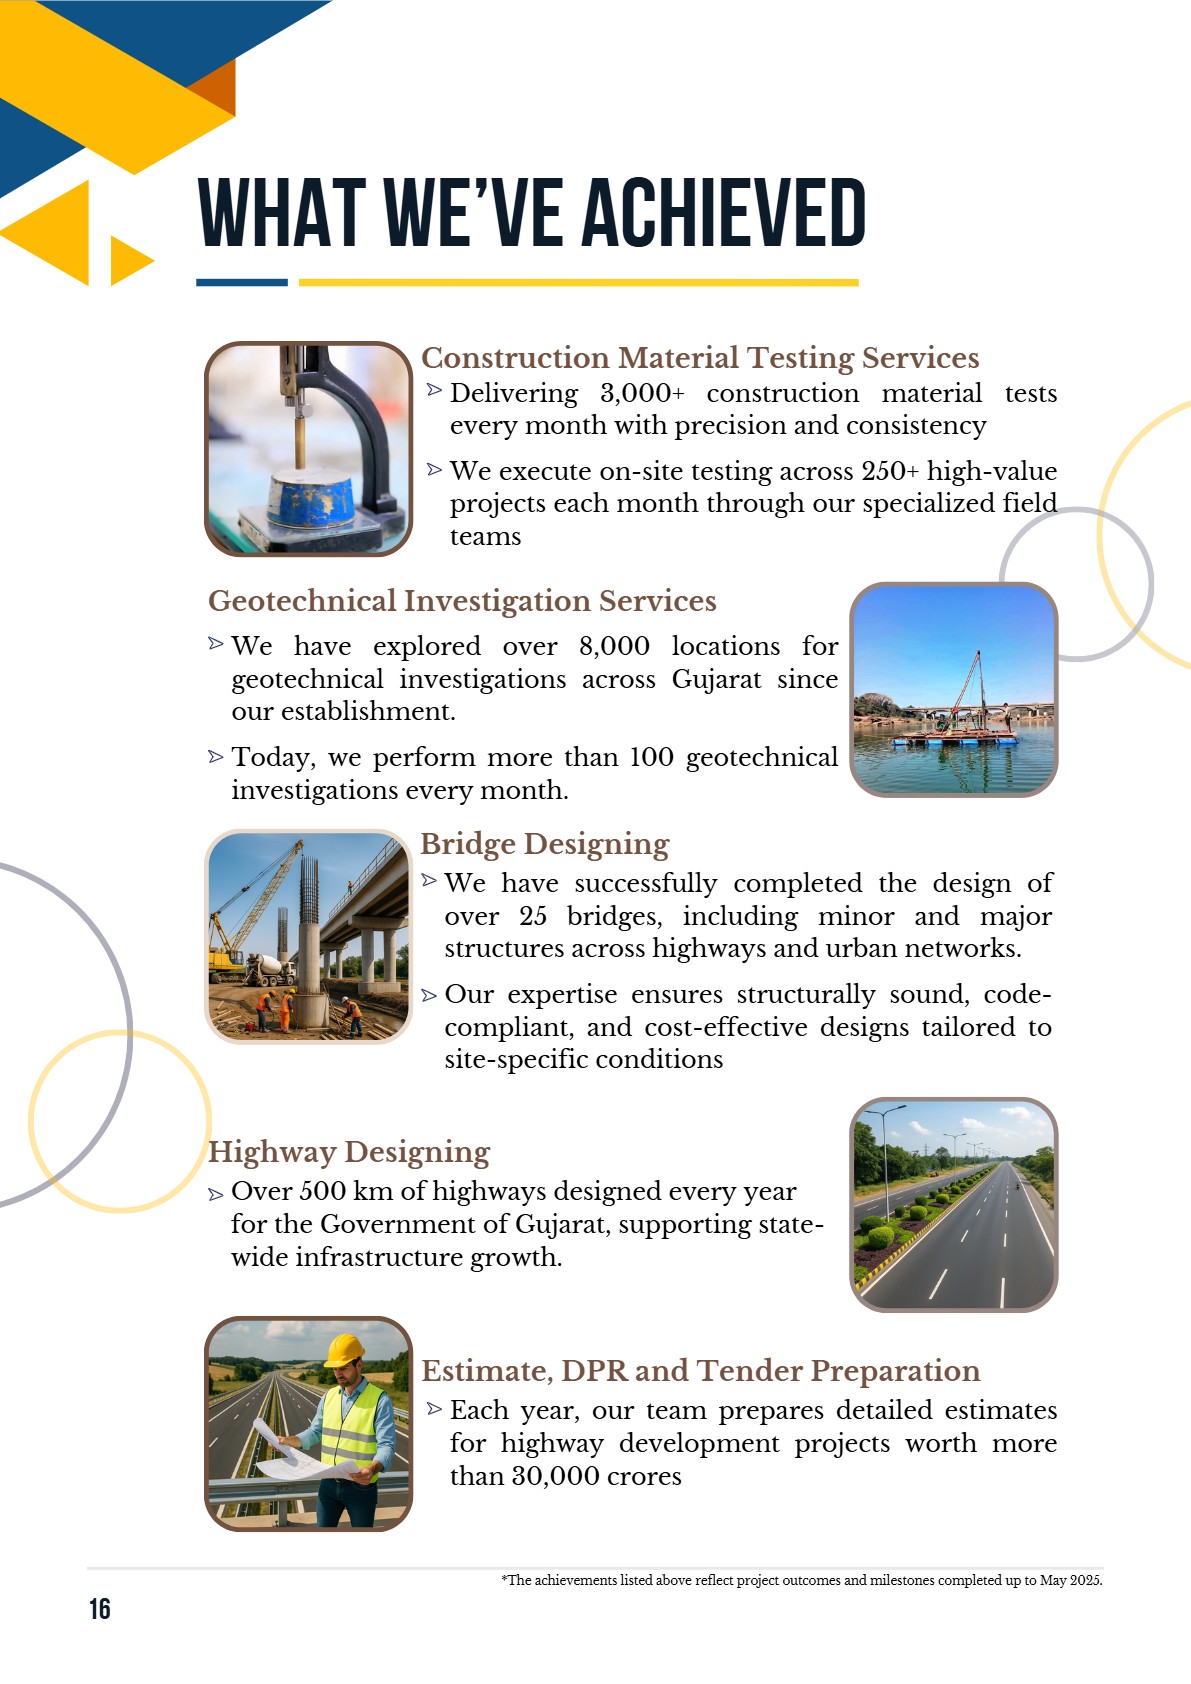 WHAT WE'VE ACHIEVED
Construction Material Testing Services
Delivering 3,000+ construction material tests
every month with precision and consistency
We execute on-site testing across 250+ high-value
projects each month through our specialized field
teams
Geotechnical Investigation Services
We have explored over 8,000 locations for
geotechnical investigations across Gujarat since
our establishment.
Today, we perform more than 100 geotechnical
investigations every month.
Bridge Designing
We have successfully completed the design of
over 25 bridges, including minor and major
structures across highways and urban networks.
Our expertise ensures structurally sound, code-
compliant, and cost-effective designs tailored to
site-specific conditions
Highway Designing
Over 500 km of highways designed every year
for the Government of Gujarat, supporting state-
wide infrastructure growth.
Estimate, DPR and Tender Preparation
Each year, our team prepares detailed estimates
for highway development projects worth more
than 30,000 crores
*The achievements listed above reflect project outcomes and milestones completed up to May 2025.
16